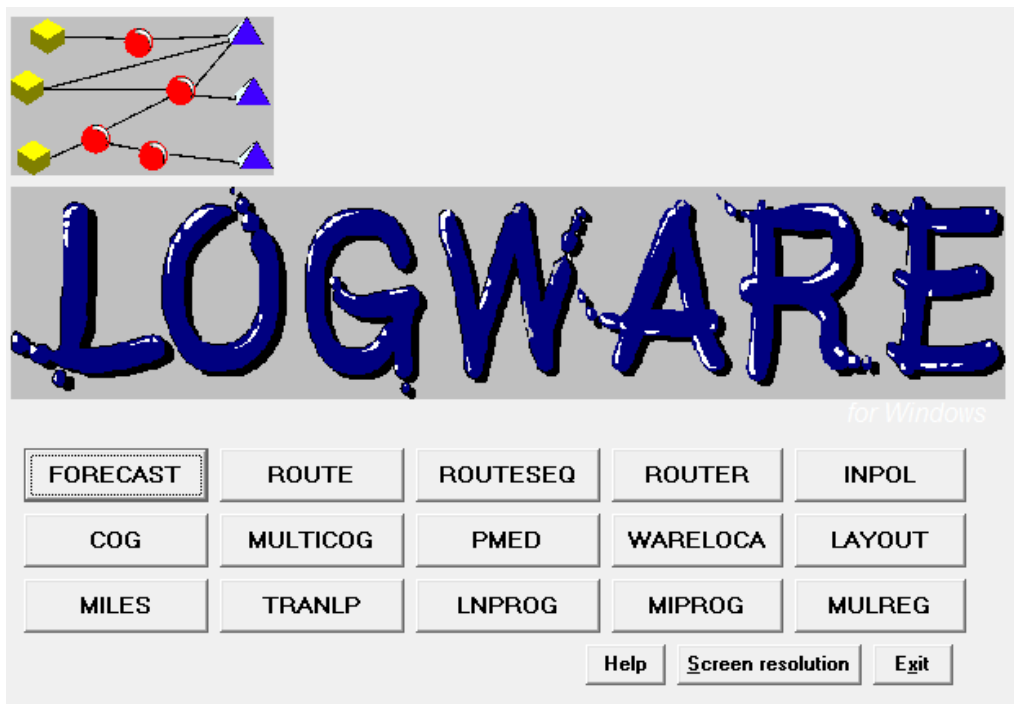 LOGWARE
for Windows
FORECAST ROUTE ROUTESEQ ROUTER INPOL
COG MULTICOG PMED WARELOCA LAYOUT
MILES TRANLP LNPROG MIPROG MULREG
Help Screen resolution Exit